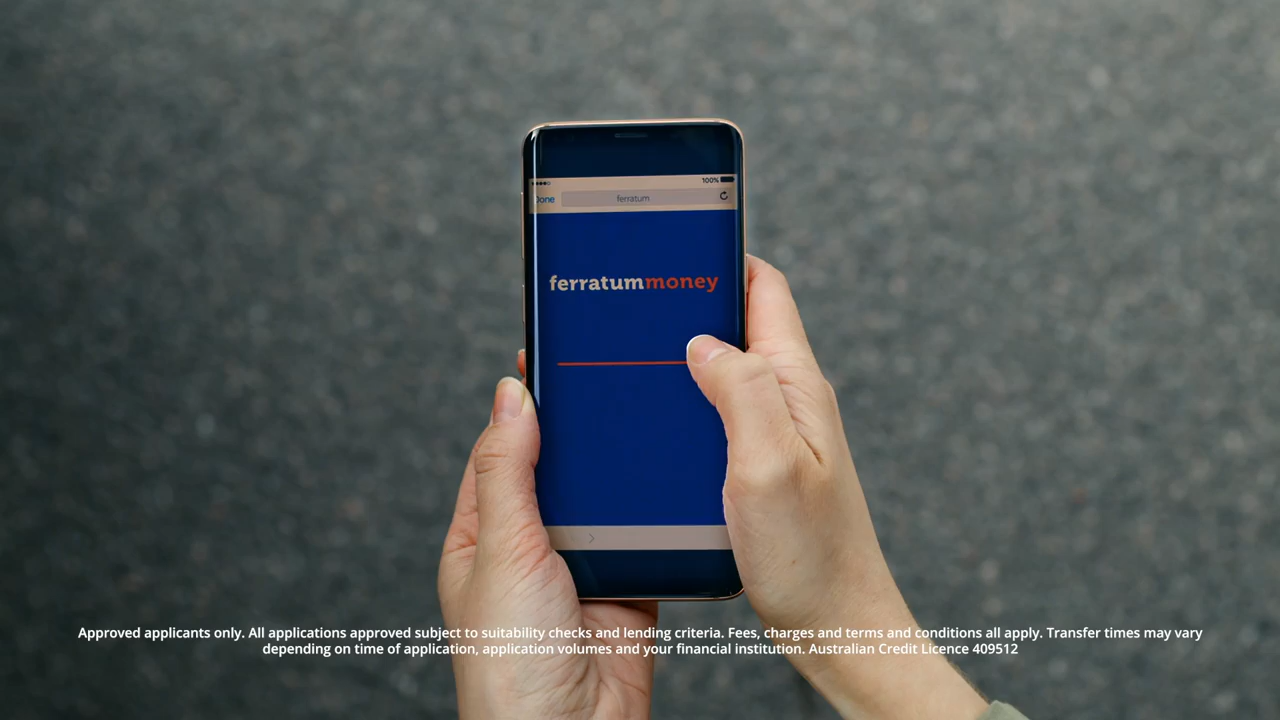 100%
Done
ferratum
ferratummoney
Approved applicants only. All applications approved subject to suitability checks and lending criteria. Fees, charges and terms and conditions all apply. Transfer times may vary
depending on time of application, application volumes and your financial institution. Australian Credit Licence 409512